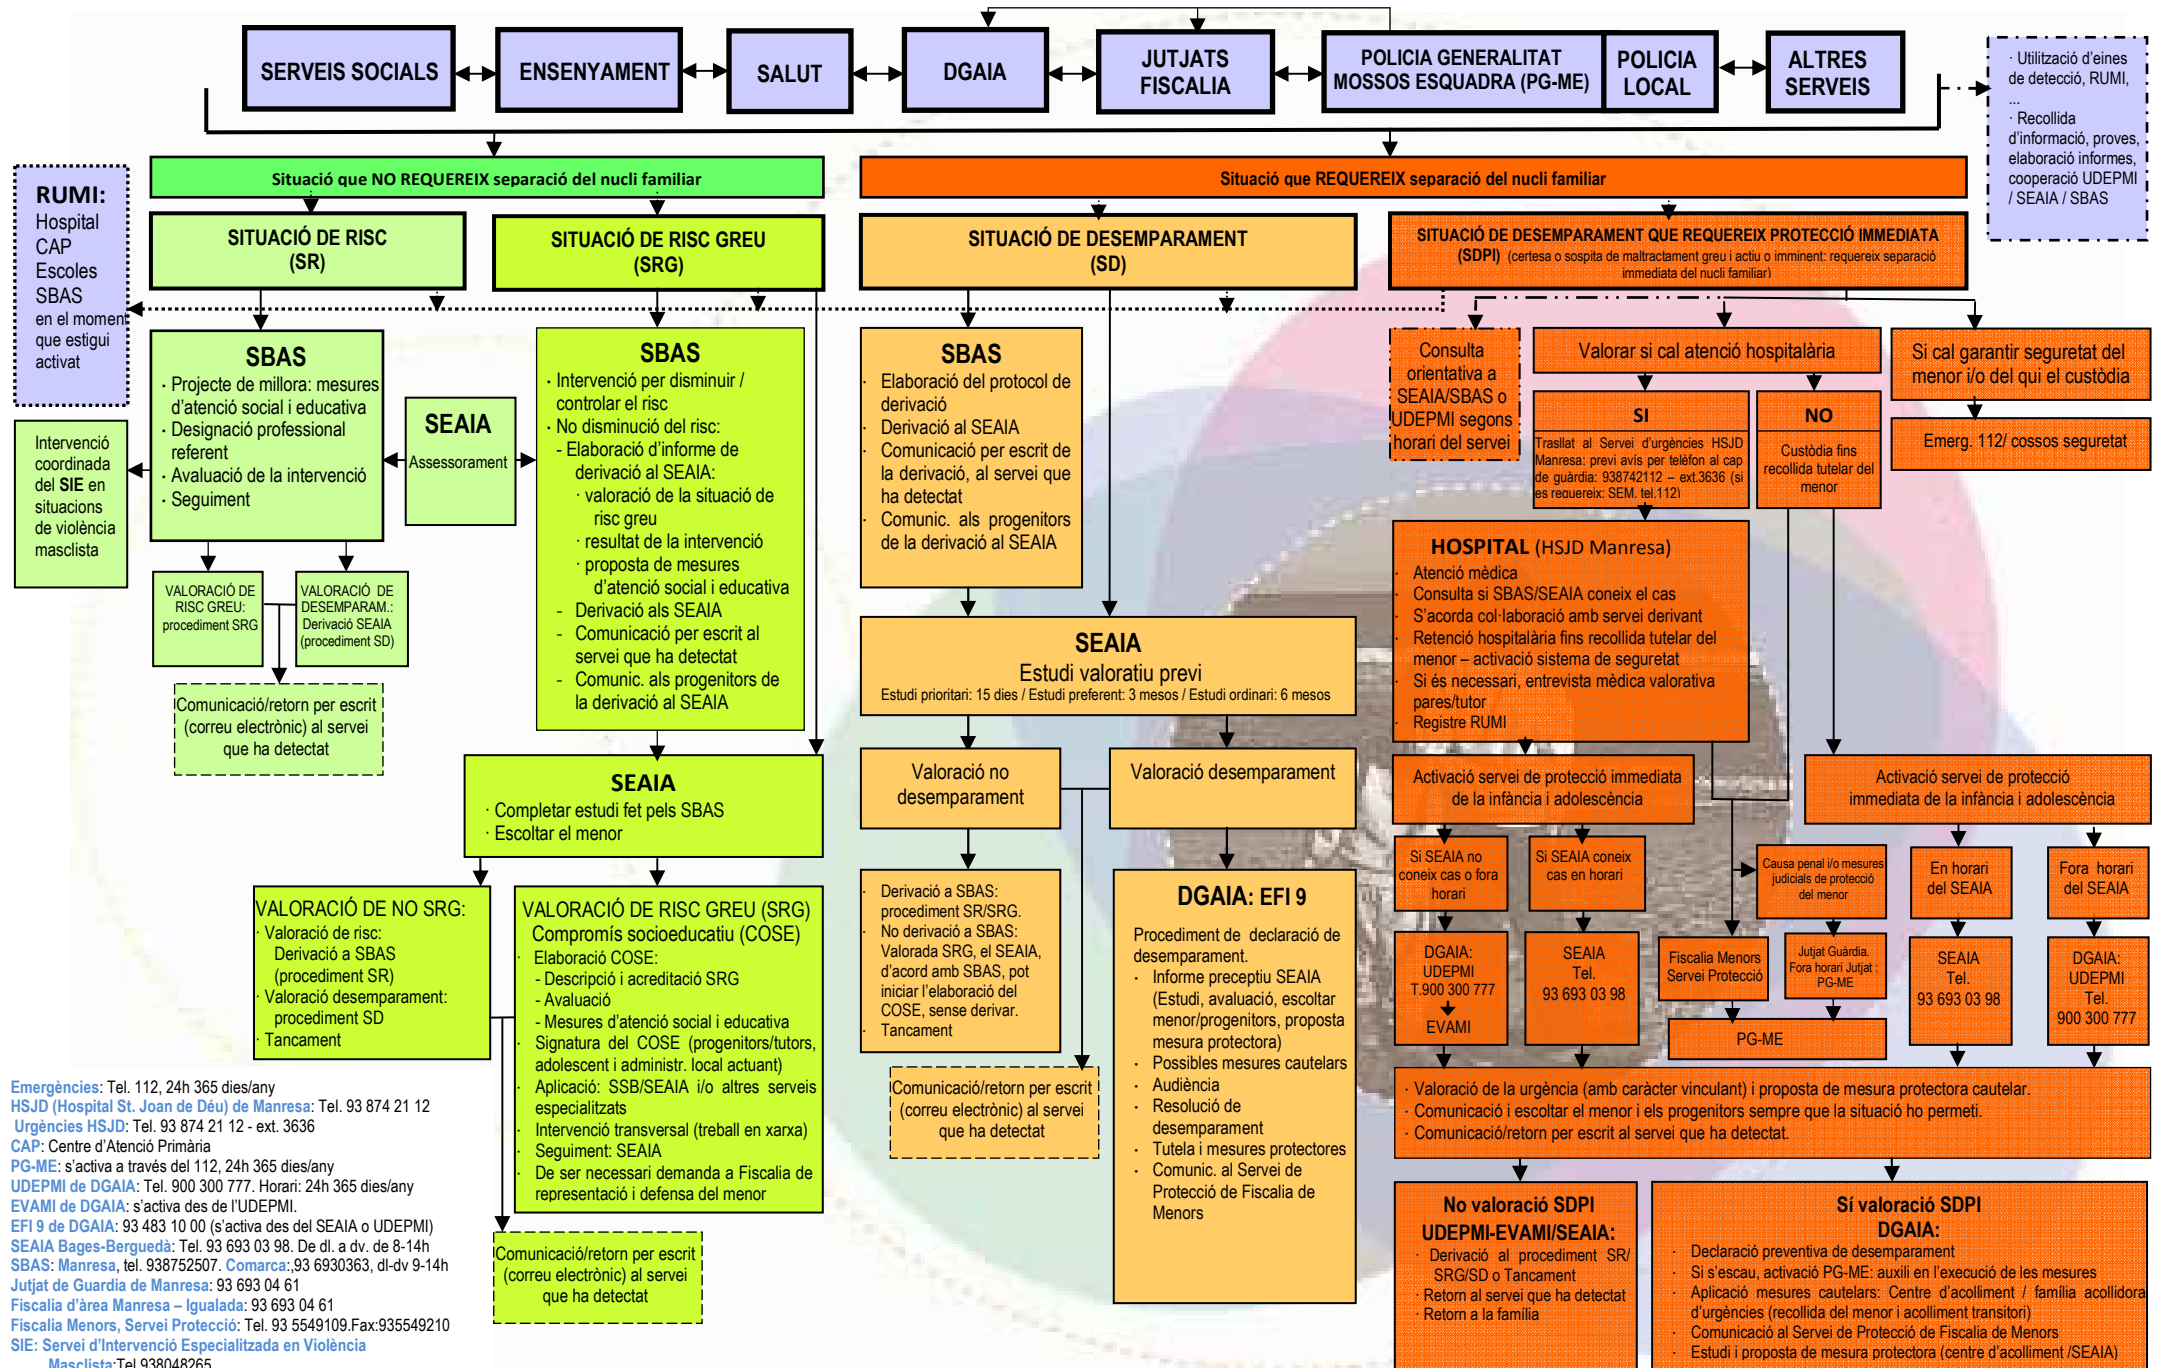 SERVEIS SOCIALS
ENSENYAMENT
SALUT
DGAIA
JUTJATS
FISCALIA
POLICIA GENERALITAT
MOSSOS ESQUADRA (PG-ME)
POLICIA
LOCAL
ALTRES
SERVEIS
· Utilització d'eines
de detecció, RUMI,
...
· Recollida
d'informació, proves,
elaboració informes,
cooperació UDEPMI
/ SEAIA / SBAS
RUMI:
Hospital
CAP
Escoles
SBAS
en el moment
que estigui
activat
Situació que NO REQUEREIX separació del nucli familiar
Situació que REQUEREIX separació del nucli familiar
SITUACIÓ DE RISC
(SR)
SITUACIÓ DE RISC GREU
(SRG)
SITUACIÓ DE DESEMPARAMENT
(SD)
SITUACIÓ DE DESEMPARAMENT QUE REQUEREIX PROTECCIÓ IMMEDIATA
(SDPI) (certesa o sospita de maltractament greu i actiu o imminent: requereix separació
immediata del nucli familiar)
SBAS
· Projecte de millora: mesures
d'atenció social i educativa
· Designació professional
referent
· Avaluació de la intervenció
· Seguiment
Intervenció
coordinada
del SIE en
situacions
de violència
masclista
SEAIA
Assessorament
VALORACIÓ DE
RISC GREU:
procediment SRG
VALORACIÓ DE
DESEMPARAM.:
Derivació SEAIA
(procediment SD)
Comunicació/retorn per escrit
(correu electrònic) al servei
que ha detectat
SBAS
· Intervenció per disminuir /
controlar el risc
· No disminució del risc:
- Elaboració d'informe de
derivació al SEAIA:
· valoració de la situació de
risc greu
· resultat de la intervenció
· proposta de mesures
d'atenció social i educativa
- Derivació als SEAIA
- Comunicació per escrit al
servei que ha detectat
- Comunic. als progenitors de
la derivació al SEAIA
SEAIA
· Completar estudi fet pels SBAS
· Escoltar el menor
VALORACIÓ DE NO SRG:
· Valoració de risc:
Derivació a SBAS
(procediment SR)
· Valoració desemparament:
procediment SD
· Tancament
VALORACIÓ DE RISC GREU (SRG)
Compromís socioeducatiu (COSE)
· Elaboració COSE:
- Descripció i acreditació SRG
- Avaluació
- Mesures d'atenció social i educativa
· Signatura del COSE (progenitors/tutors,
adolescent i administr. local actuant)
· Aplicació: SSB/SEAIA i/o altres serveis
especialitzats
· Intervenció transversal (treball en xarxa)
· Seguiment: SEAIA
· De ser necessari demanda a Fiscalia de
representació i defensa del menor
Comunicació/retorn per escrit
(correu electrònic) al servei
que ha detectat
SBAS
· Elaboració del protocol de
derivació
· Derivació al SEAIA
· Comunicació per escrit de
la derivació, al servei que
ha detectat
· Comunic. als progenitors
de la derivació al SEAIA
SEAIA
Estudi valoratiu previ
Estudi prioritari: 15 dies / Estudi preferent: 3 mesos / Estudi ordinari: 6 mesos
Valoració no
desemparament
Valoració desemparament
· Derivació a SBAS:
procediment SR/SRG.
· No derivació a SBAS:
Valorada SRG, el SEAIA,
d'acord amb SBAS, pot
iniciar l'elaboració del
COSE, sense derivar.
· Tancament
Comunicació/retorn per escrit
(correu electrònic) al servei
que ha detectat
DGAIA: EFI 9
Procediment de declaració de
desemparament.
· Informe preceptiu SEAIA
(Estudi, avaluació, escoltar
menor/progenitors, proposta
mesura protectora)
· Possibles mesures cautelars
· Audiència
· Resolució de
desemparament
· Tutela i mesures protectores
· Comunic. al Servei de
Protecció de Fiscalia de
Menors
Consulta
orientativa a
SEAIA/SBAS o
UDEPMI segons
horari del servei
Valorar si cal atenció hospitalària
Si cal garantir seguretat del
menor i/o del qui el custòdia
SI
Trasllat al Servei d'urgències HSJD
Manresa: previ avís per telèfon al cap
de guàrdia: 938742112 – ext.3636 (si
es requereix: SEM. tel.112)
NO
Custòdia fins
recollida tutelar del
menor
Emerg. 112/ cossos seguretat
HOSPITAL (HSJD Manresa)
· Atenció mèdica
· Consulta si SBAS/SEAIA coneix el cas
· S'acorda col·laboració amb servei derivant
· Retenció hospitalària fins recollida tutelar del
menor – activació sistema de seguretat
· Si és necessari, entrevista mèdica valorativa
pares/tutor
· Registre RUMI
Activació servei de protecció immediata
de la infància i adolescència
Activació servei de protecció
immediata de la infància i adolescència
Si SEAIA no
coneix cas o fora
horari
Si SEAIA coneix
cas en horari
Causa penal i/o mesures
judicials de protecció
del menor
En horari
del SEAIA
Fora horari
del SEAIA
DGAIA:
UDEPMI
T.900 300 777
EVAMI
SEAIA
Tel.
93 693 03 98
Fiscalia Menors
Servei Protecció
Jutjat Guàrdia.
Fora horari Jutjat :
PG-ME
SEAIA
Tel.
93 693 03 98
DGAIA:
UDEPMI
Tel.
900 300 777
PG-ME
· Valoració de la urgència (amb caràcter vinculant) i proposta de mesura protectora cautelar.
· Comunicació i escoltar el menor i els progenitors sempre que la situació ho permeti.
· Comunicació/retorn per escrit al servei que ha detectat.
No valoració SDPI
UDEPMI-EVAMI/SEAIA:
· Derivació al procediment SR/
SRG/SD o Tancament
· Retorn al servei que ha detectat
· Retorn a la família
Sí valoració SDPI
DGAIA:
· Declaració preventiva de desemparament
· Si s'escau, activació PG-ME: auxili en l'execució de les mesures
· Aplicació mesures cautelars: Centre d'acolliment / família acollidora
d'urgències (recollida del menor i acolliment transitori)
· Comunicació al Servei de Protecció de Fiscalia de Menors
· Estudi i proposta de mesura protectora (centre d'acolliment /SEAIA)
Emergències: Tel. 112, 24h 365 dies/any
HSJD (Hospital St. Joan de Déu) de Manresa: Tel. 93 874 21 12
Urgències HSJD: Tel. 93 874 21 12 - ext. 3636
CAP: Centre d'Atenció Primària
PG-ME: s'activa a través del 112, 24h 365 dies/any
UDEPMI de DGAIA: Tel. 900 300 777. Horari: 24h 365 dies/any
EVAMI de DGAIA: s'activa des de l'UDEPMI.
EFI 9 de DGAIA: 93 483 10 00 (s'activa des del SEAIA o UDEPMI)
SEAIA Bages-Berguedà: Tel. 93 693 03 98. De dl. a dv. de 8-14h
SBAS: Manresa, tel. 938752507. Comarca:,93 6930363, dl-dv 9-14h
Jutjat de Guardia de Manresa: 93 693 04 61
Fiscalia d'àrea Manresa – Igualada: 93 693 04 61
Fiscalia Menors, Servei Protecció: Tel. 93 5549109.Fax:935549210
SIE: Servei d'Intervenció Especialitzada en Violència
Masclista:Tel.938048265